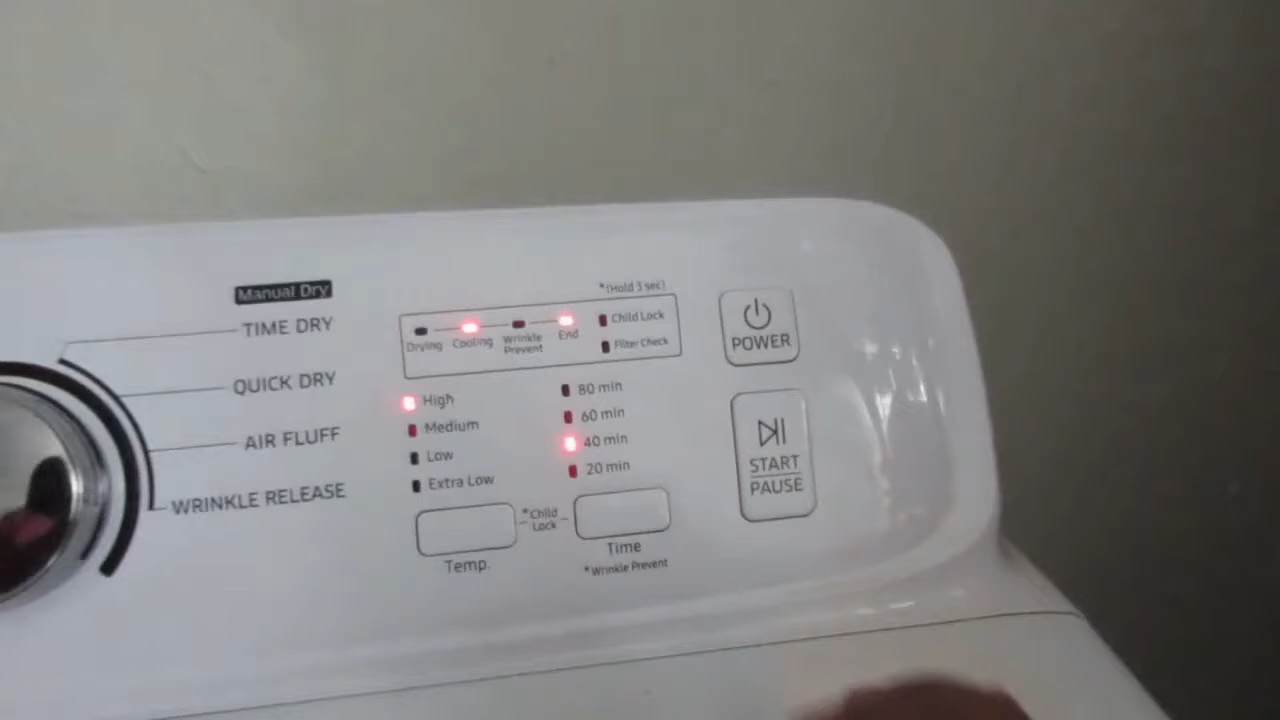 Manual Dry
TIME DRY
QUICK DRY
AIR FLUFF
WRINKLE RELEASE
*(Hold 3 sec)
Drying
Cooling
Wrinkle
Prevent
End
Child Lock
Filter Check
High
Medium
Low
Extra Low
80 min
60 min
40 min
20 min
Temp.
*Child
Lock
Time
*Wrinkle Prevent
POWER
START
PAUSE